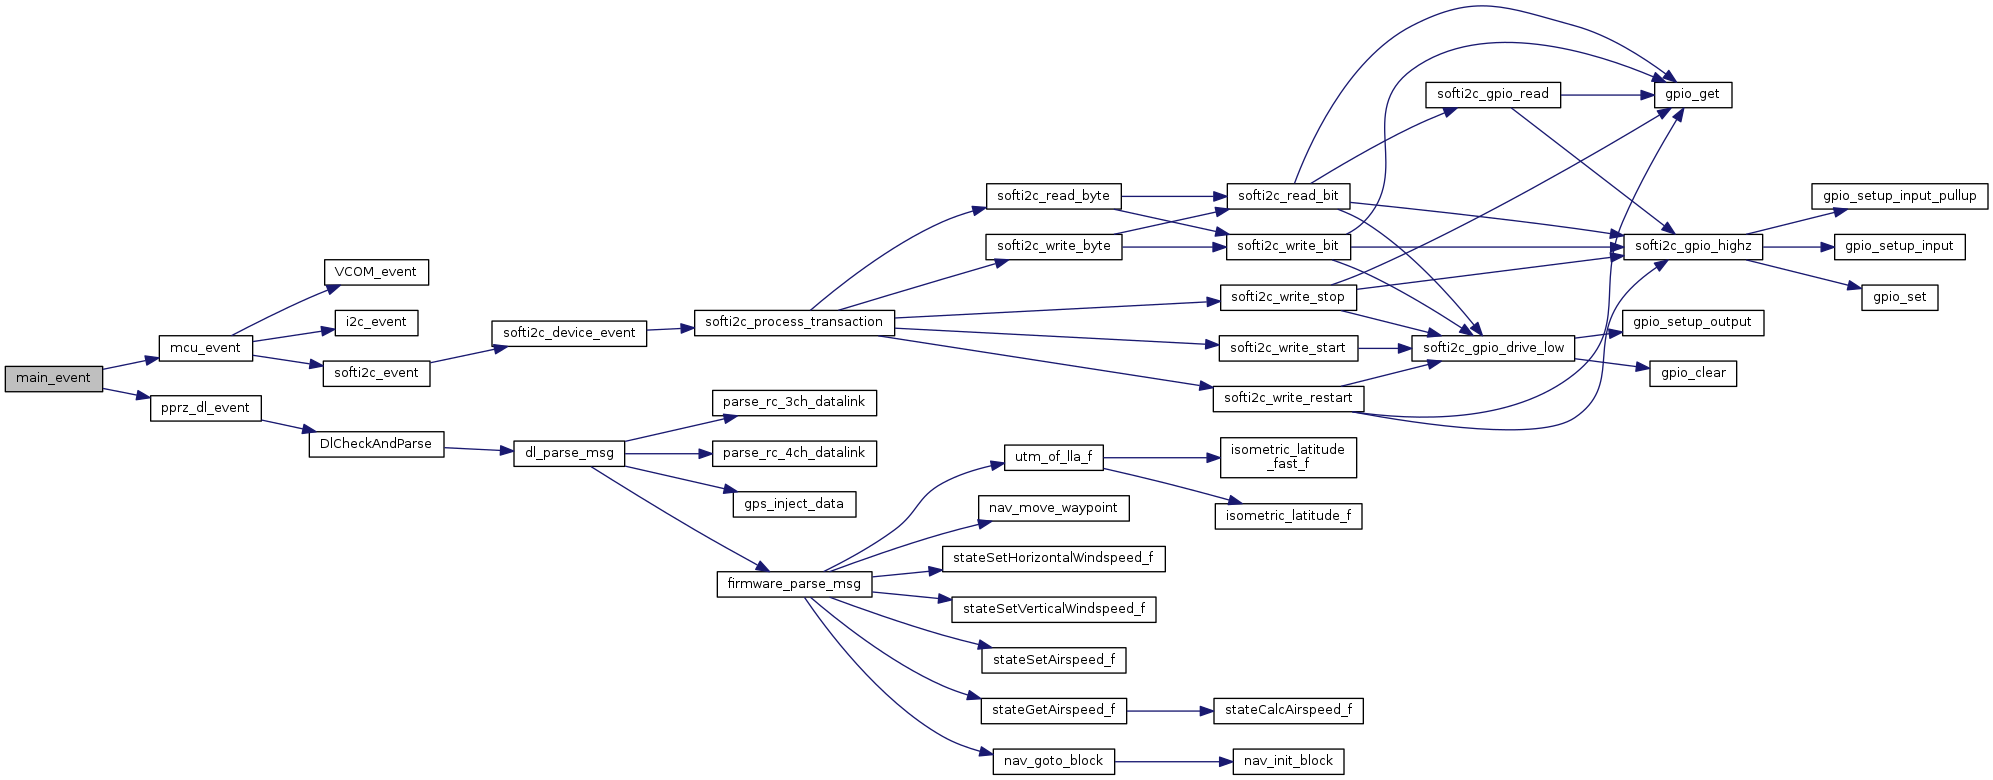 main_event
mcu_event
pprz_dl_event
VCOM_event
i2c_event
softi2c_event
DlCheckAndParse
softi2c_device_event
dl_parse_msg
softi2c_process_transaction
parse_rc_3ch_datalink
parse_rc_4ch_datalink
gps_inject_data
firmware_parse_msg
softi2c_read_byte
softi2c_write_byte
utm_of_lla_f
nav_move_waypoint
stateSetHorizontalWindspeed_f
stateSetVerticalWindspeed_f
stateSetAirspeed_f
stateGetAirspeed_f
nav_goto_block
softi2c_read_bit
softi2c_write_bit
softi2c_write_stop
softi2c_write_start
softi2c_write_restart
isometric_latitude
_fast_f
isometric_latitude_f
stateCalcAirspeed_f
nav_init_block
softi2c_gpio_read
softi2c_gpio_drive_low
gpio_get
softi2c_gpio_highz
gpio_setup_output
gpio_clear
gpio_setup_input_pullup
gpio_setup_input
gpio_set